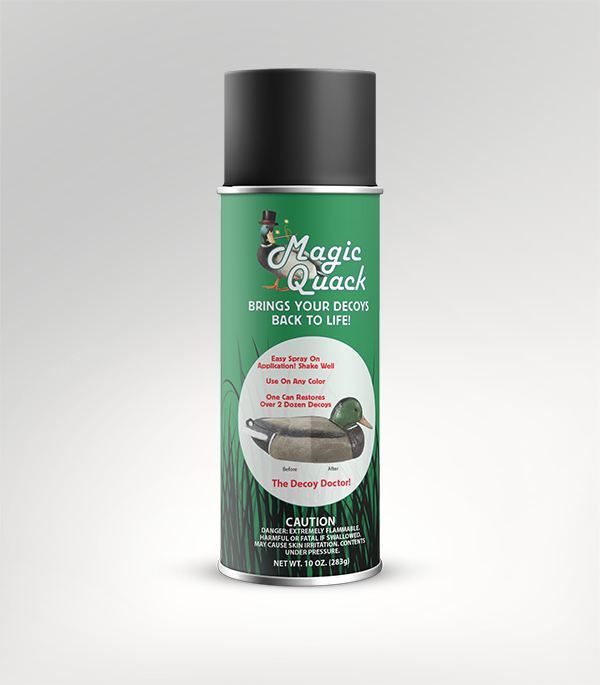 Magic
Quack
BRINGS YOUR DECOYS
BACK TO LIFE!
Easy Spray On
Application! Shake Well
Use On Any Color
One Can Restores
Over 2 Dozen Decoys
Before After
The Decoy Doctor!
CAUTION
DANGER: EXTREMELY FLAMMABLE.
HARMFUL OR FATAL IF SWALLOWED.
MAY CAUSE SKIN IRRITATION. CONTENTS
UNDER PRESSURE.
NET WT. 10 OZ. (283g)